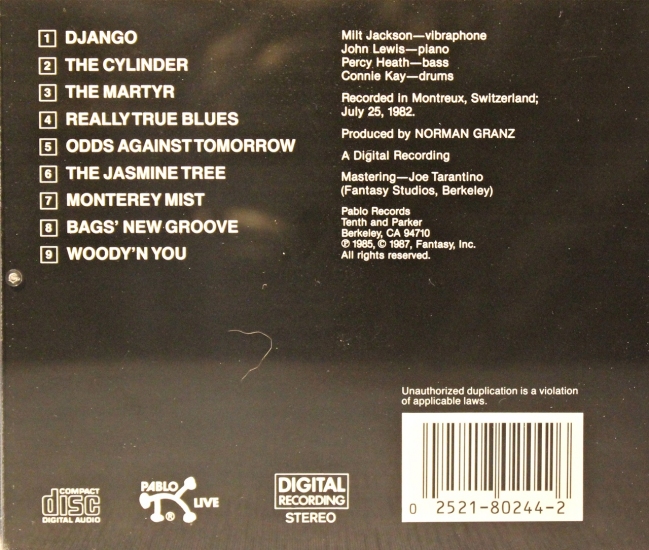 1 DJANGO
2 THE CYLINDER
3 THE MARTYR
4 REALLY TRUE BLUES
5 ODDS AGAINST TOMORROW
6 THE JASMINE TREE
7 MONTEREY MIST
8 BAGS' NEW GROOVE
9 WOODY'N YOU
Milt Jackson—vibraphone
John Lewis—piano
Percy Heath—bass
Connie Kay—drums
Recorded in Montreux, Switzerland;
July 25, 1982.
Produced by NORMAN GRANZ
A Digital Recording
Mastering—Joe Tarantino
(Fantasy Studios, Berkeley)
Pablo Records
Tenth and Parker
Berkeley, CA 94710
℗ 1985, © 1987, Fantasy, Inc.
All rights reserved.
Unauthorized duplication is a violation
of applicable laws.
COMPACT
disc
DIGITAL AUDIO
PABLO
LIVE
®
DIGITAL
RECORDING
STEREO
0 2521-80244-2